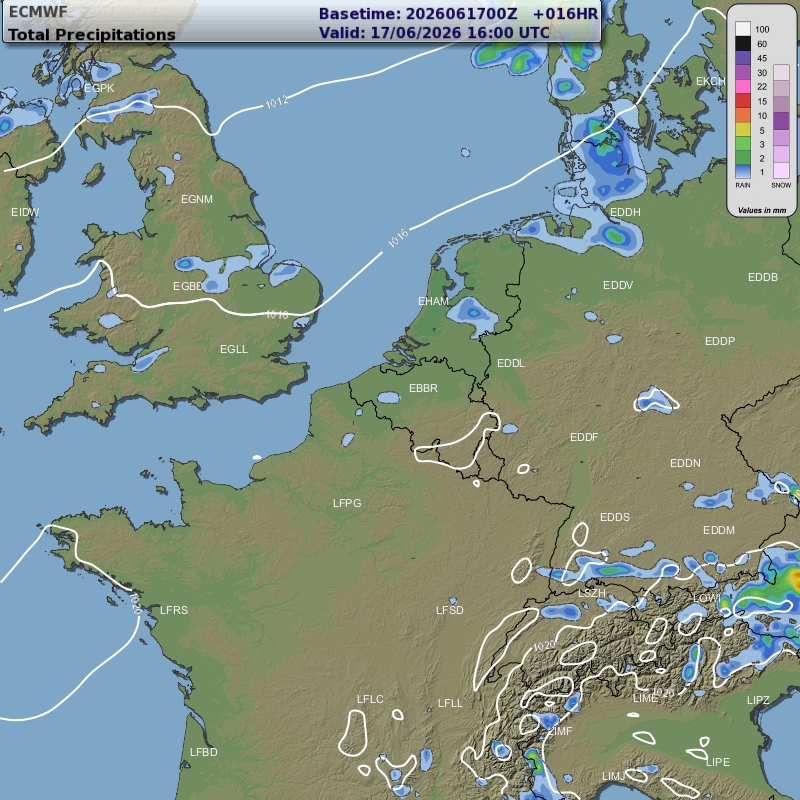 ECMWF
Total Precipitations
Basetime: 2026061700Z +016HR
Valid: 17/06/2026 16:00 UTC
100
60
45
30
22
15
10
5
3
2
1
RAIN SNOW
Values in mm
EGPK
EKCH
1012
EGNM
EIDW
EDDH
1016
EGBB
EHAM
EDDV
EDDB
1016
EGLL
EDDP
EDDL
EBBR
EDDF
EDDN
LFPG
EDDS
EDDM
LSZH
LOWI
1020
LFRS
LFSD
1020
1020
LFLC
LFLL
LIME
LIPZ
LIMF
LFBD
LIPE
LIMJ